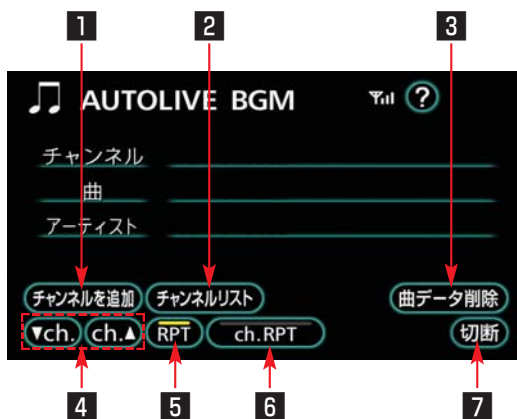 1 2 3
AUTOLIVE BGM ?
チャンネル
曲
アーティスト
チャンネルを追加 チャンネルリスト 曲データ削除
▼ch. ch.▲ RPT ch.RPT 切断
4 5 6 7